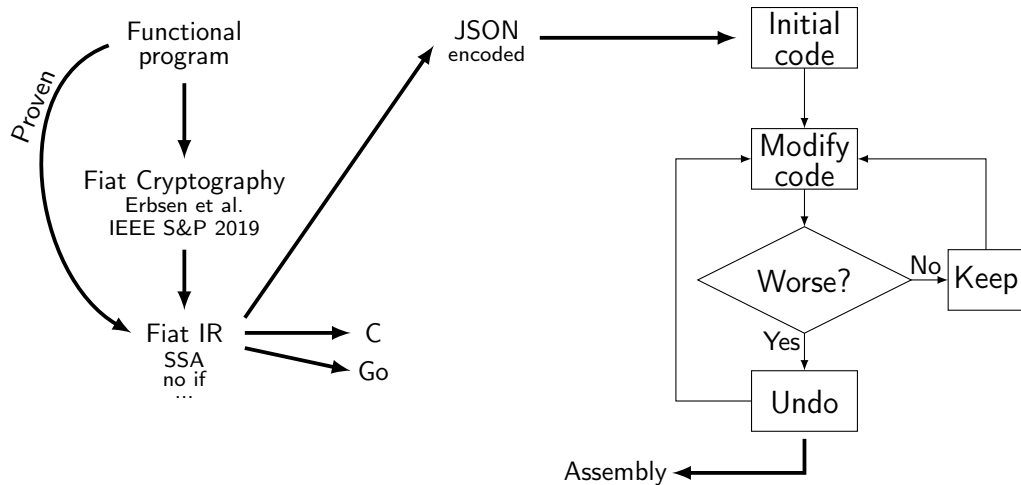 Functional
program
Proven
Fiat Cryptography
Erbsen et al.
IEEE S&P 2019
Fiat IR
SSA
no if
...
C
Go
JSON
encoded
Initial
code
Modify
code
Worse?
No
Keep
Yes
Undo
Assembly